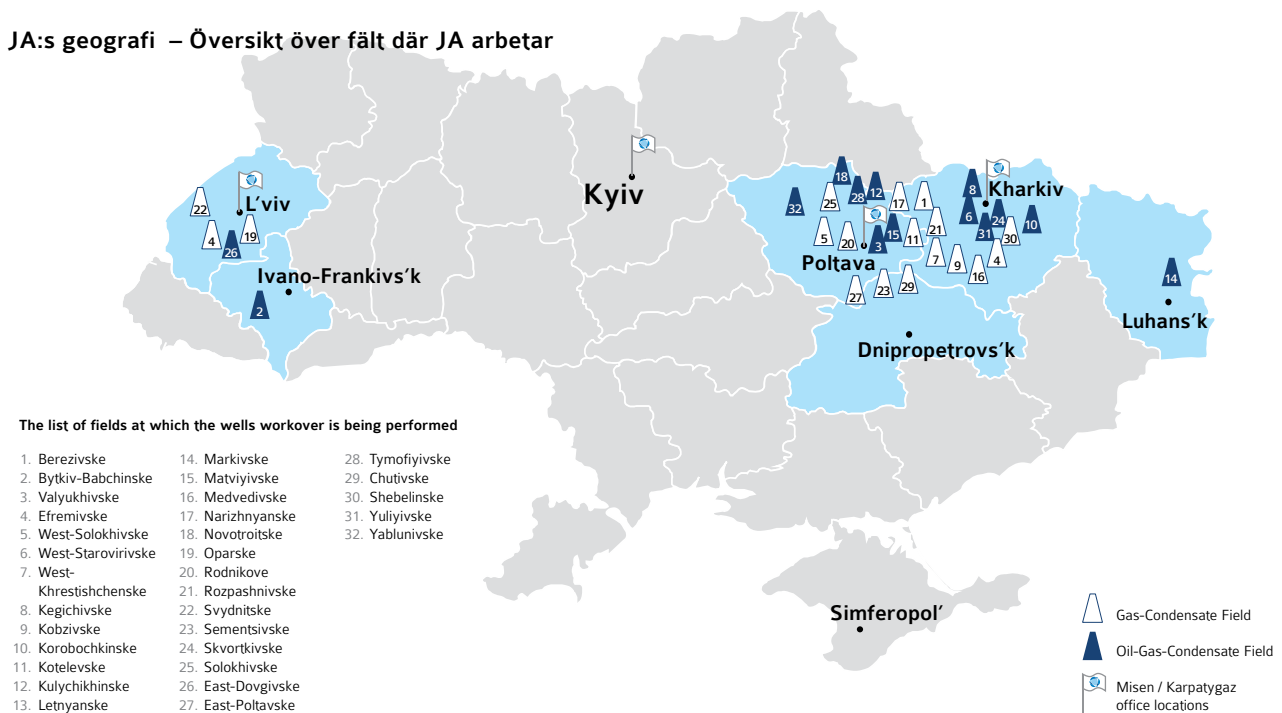 JA:s geografi – Översikt över fält där JA arbetar
Kyiv
L'viv
22
4
26
19
Ivano-Frankivs'k
2
18
32
25
28
12
17
1
5
20
3
15
11
21
Poltava
27
23
29
Kharkiv
8
6
24
31
30
10
7
9
16
4
14
Luhans'k
Dnipropetrovs'k
Simferopol'
The list of fields at which the wells workover is being performed
1. Berezivske
2. Bytkiv-Babchinske
3. Valyukhivske
4. Efremivske
5. West-Solokhivske
6. West-Starovirivske
7. West-
Khrestishchenske
8. Kegichivske
9. Kobzivske
10. Korobochkinske
11. Kotelevske
12. Kulychikhinske
13. Letnyanske
14. Markivske
15. Matviyivske
16. Medvedivske
17. Narizhnyanske
18. Novotroitske
19. Oparske
20. Rodnikove
21. Rozpashnivske
22. Svydnitske
23. Sementsivske
24. Skvortkivske
25. Solokhivske
26. East-Dovgivske
27. East-Poltavske
28. Tymofiyivske
29. Chutivske
30. Shebelinske
31. Yuliyivske
32. Yablunivske
Gas-Condensate Field
Oil-Gas-Condensate Field
Misen / Karpatygaz
office locations